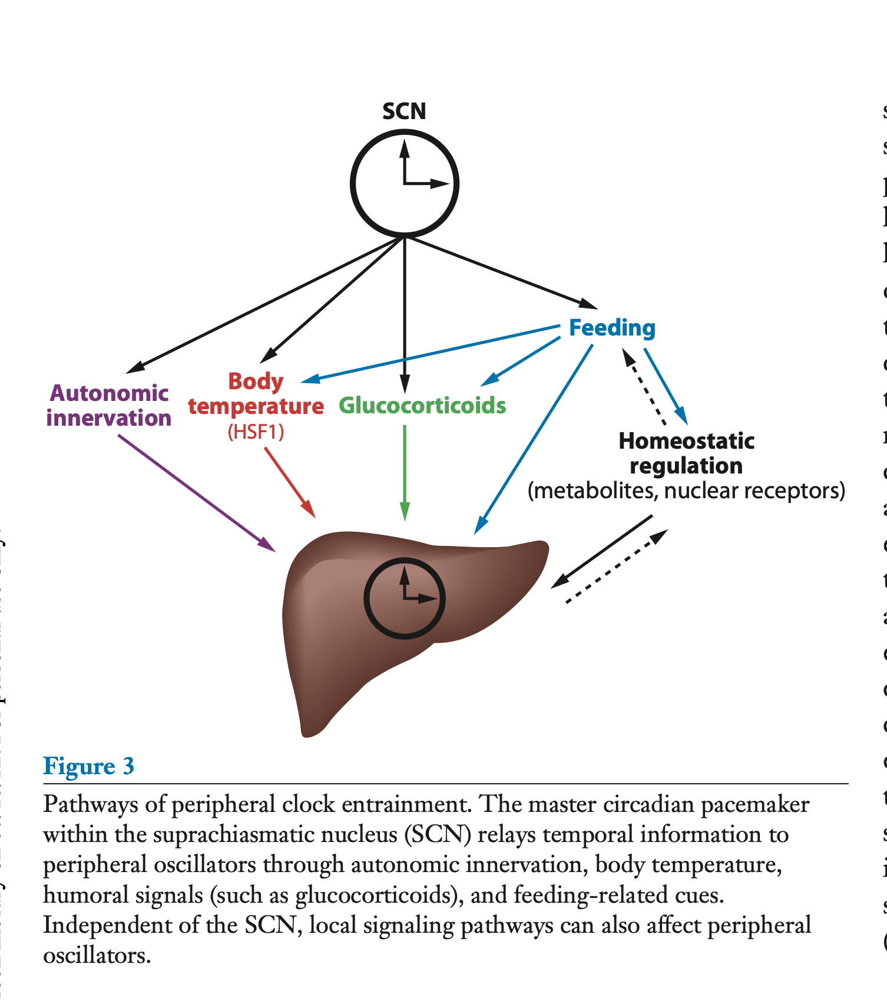 SCN
Feeding
Autonomic
innervation
Body
temperature
(HSF1)
Glucocorticoids
Homeostatic
regulation
(metabolites, nuclear receptors)
Figure 3
Pathways of peripheral clock entrainment. The master circadian pacemaker
within the suprachiasmatic nucleus (SCN) relays temporal information to
peripheral oscillators through autonomic innervation, body temperature,
humoral signals (such as glucocorticoids), and feeding-related cues.
Independent of the SCN, local signaling pathways can also affect peripheral
oscillators.